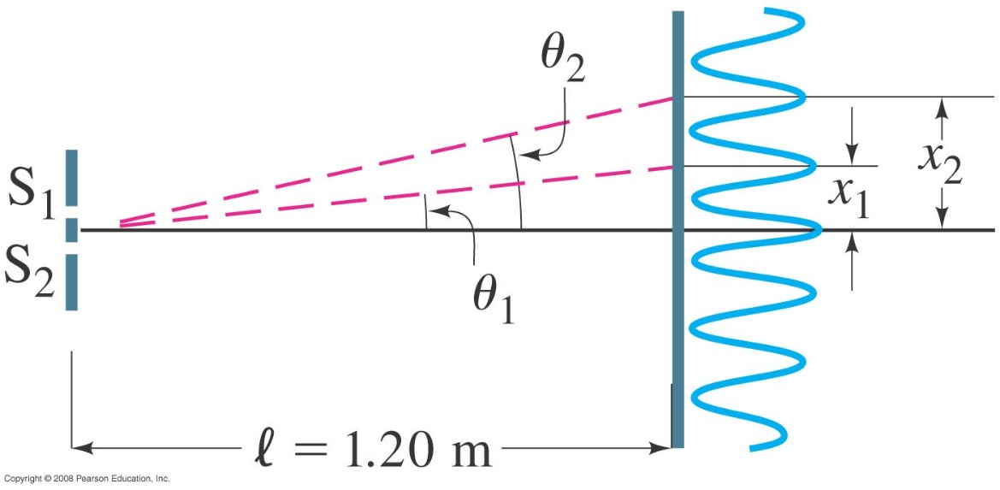 θ₂
S₁
x₂
x₁
S₂
θ₁
ℓ = 1.20 m
Copyright © 2008 Pearson Education, Inc.